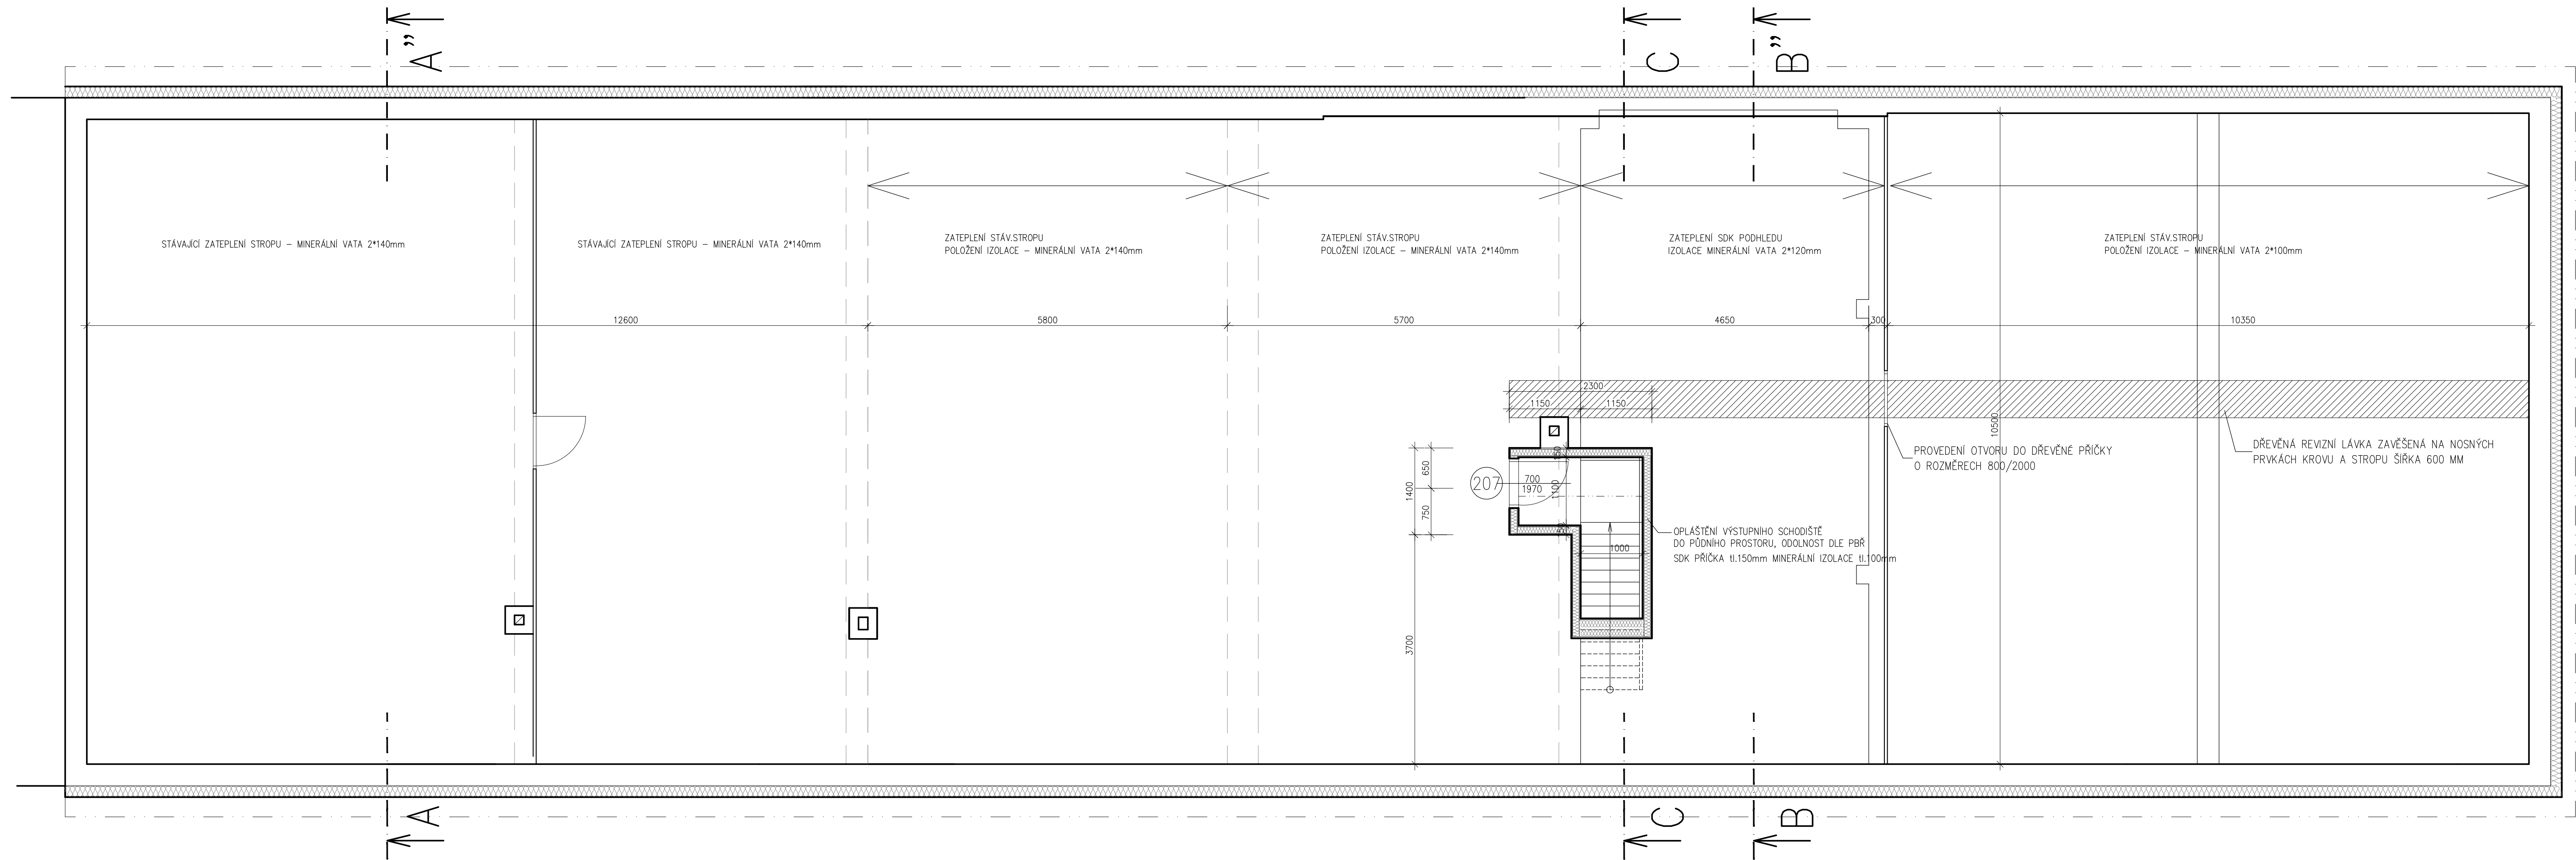 A”
C
B”
STÁVAJÍCÍ ZATEPLENÍ STROPU – MINERÁLNÍ VATA 2*140mm
STÁVAJÍCÍ ZATEPLENÍ STROPU – MINERÁLNÍ VATA 2*140mm
ZATEPLENÍ STÁV.STROPU
POLOŽENÍ IZOLACE – MINERÁLNÍ VATA 2*140mm
ZATEPLENÍ STÁV.STROPU
POLOŽENÍ IZOLACE – MINERÁLNÍ VATA 2*140mm
ZATEPLENÍ SDK PODHLEDU
IZOLACE MINERÁLNÍ VATA 2*120mm
ZATEPLENÍ STÁV.STROPU
POLOŽENÍ IZOLACE – MINERÁLNÍ VATA 2*100mm
12600
5800
5700
4650
300
10350
2300
1150
1150
10500
PROVEDENÍ OTVORU DO DŘEVĚNÉ PŘÍČKY
O ROZMĚRECH 800/2000
DŘEVĚNÁ REVIZNÍ LÁVKA ZAVĚŠENÁ NA NOSNÝCH
PRVKÁCH KROVU A STROPU ŠÍŘKA 600 MM
1400
650
750
207
700
1970
150
1100
1000
OPLÁŠTĚNÍ VÝSTUPNÍHO SCHODIŠTĚ
DO PŮDNÍHO PROSTORU, ODOLNOST DLE PBŘ
SDK PŘÍČKA tl.150mm MINERÁLNÍ IZOLACE tl.100mm
3700
A
C
B